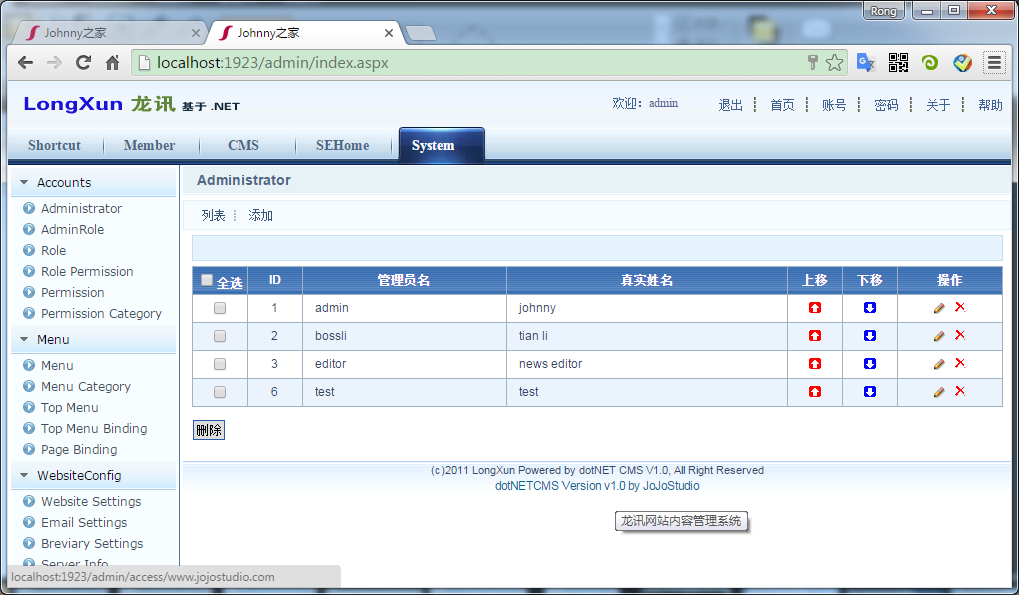 Rong
Johnny之家
Johnny之家
localhost:1923/admin/index.aspx
LongXun 龙讯 基于 .NET
欢迎: admin 退出 首页 账号 密码 关于 帮助
Shortcut Member CMS SEHome System
Accounts
Administrator
AdminRole
Role
Role Permission
Permission
Permission Category
Menu
Menu
Menu Category
Top Menu
Top Menu Binding
Page Binding
WebsiteConfig
Website Settings
Email Settings
Breviary Settings
Server Info
Administrator
列表 添加
全选 ID 管理员名 真实姓名 上移 下移 操作
1 admin johnny
2 bossli tian li
3 editor news editor
6 test test
删除
(c)2011 LongXun Powered by dotNET CMS V1.0, All Right Reserved
dotNETCMS Version v1.0 by JoJoStudio
龙讯网站内容管理系统
localhost:1923/admin/access/www.jojostudio.com